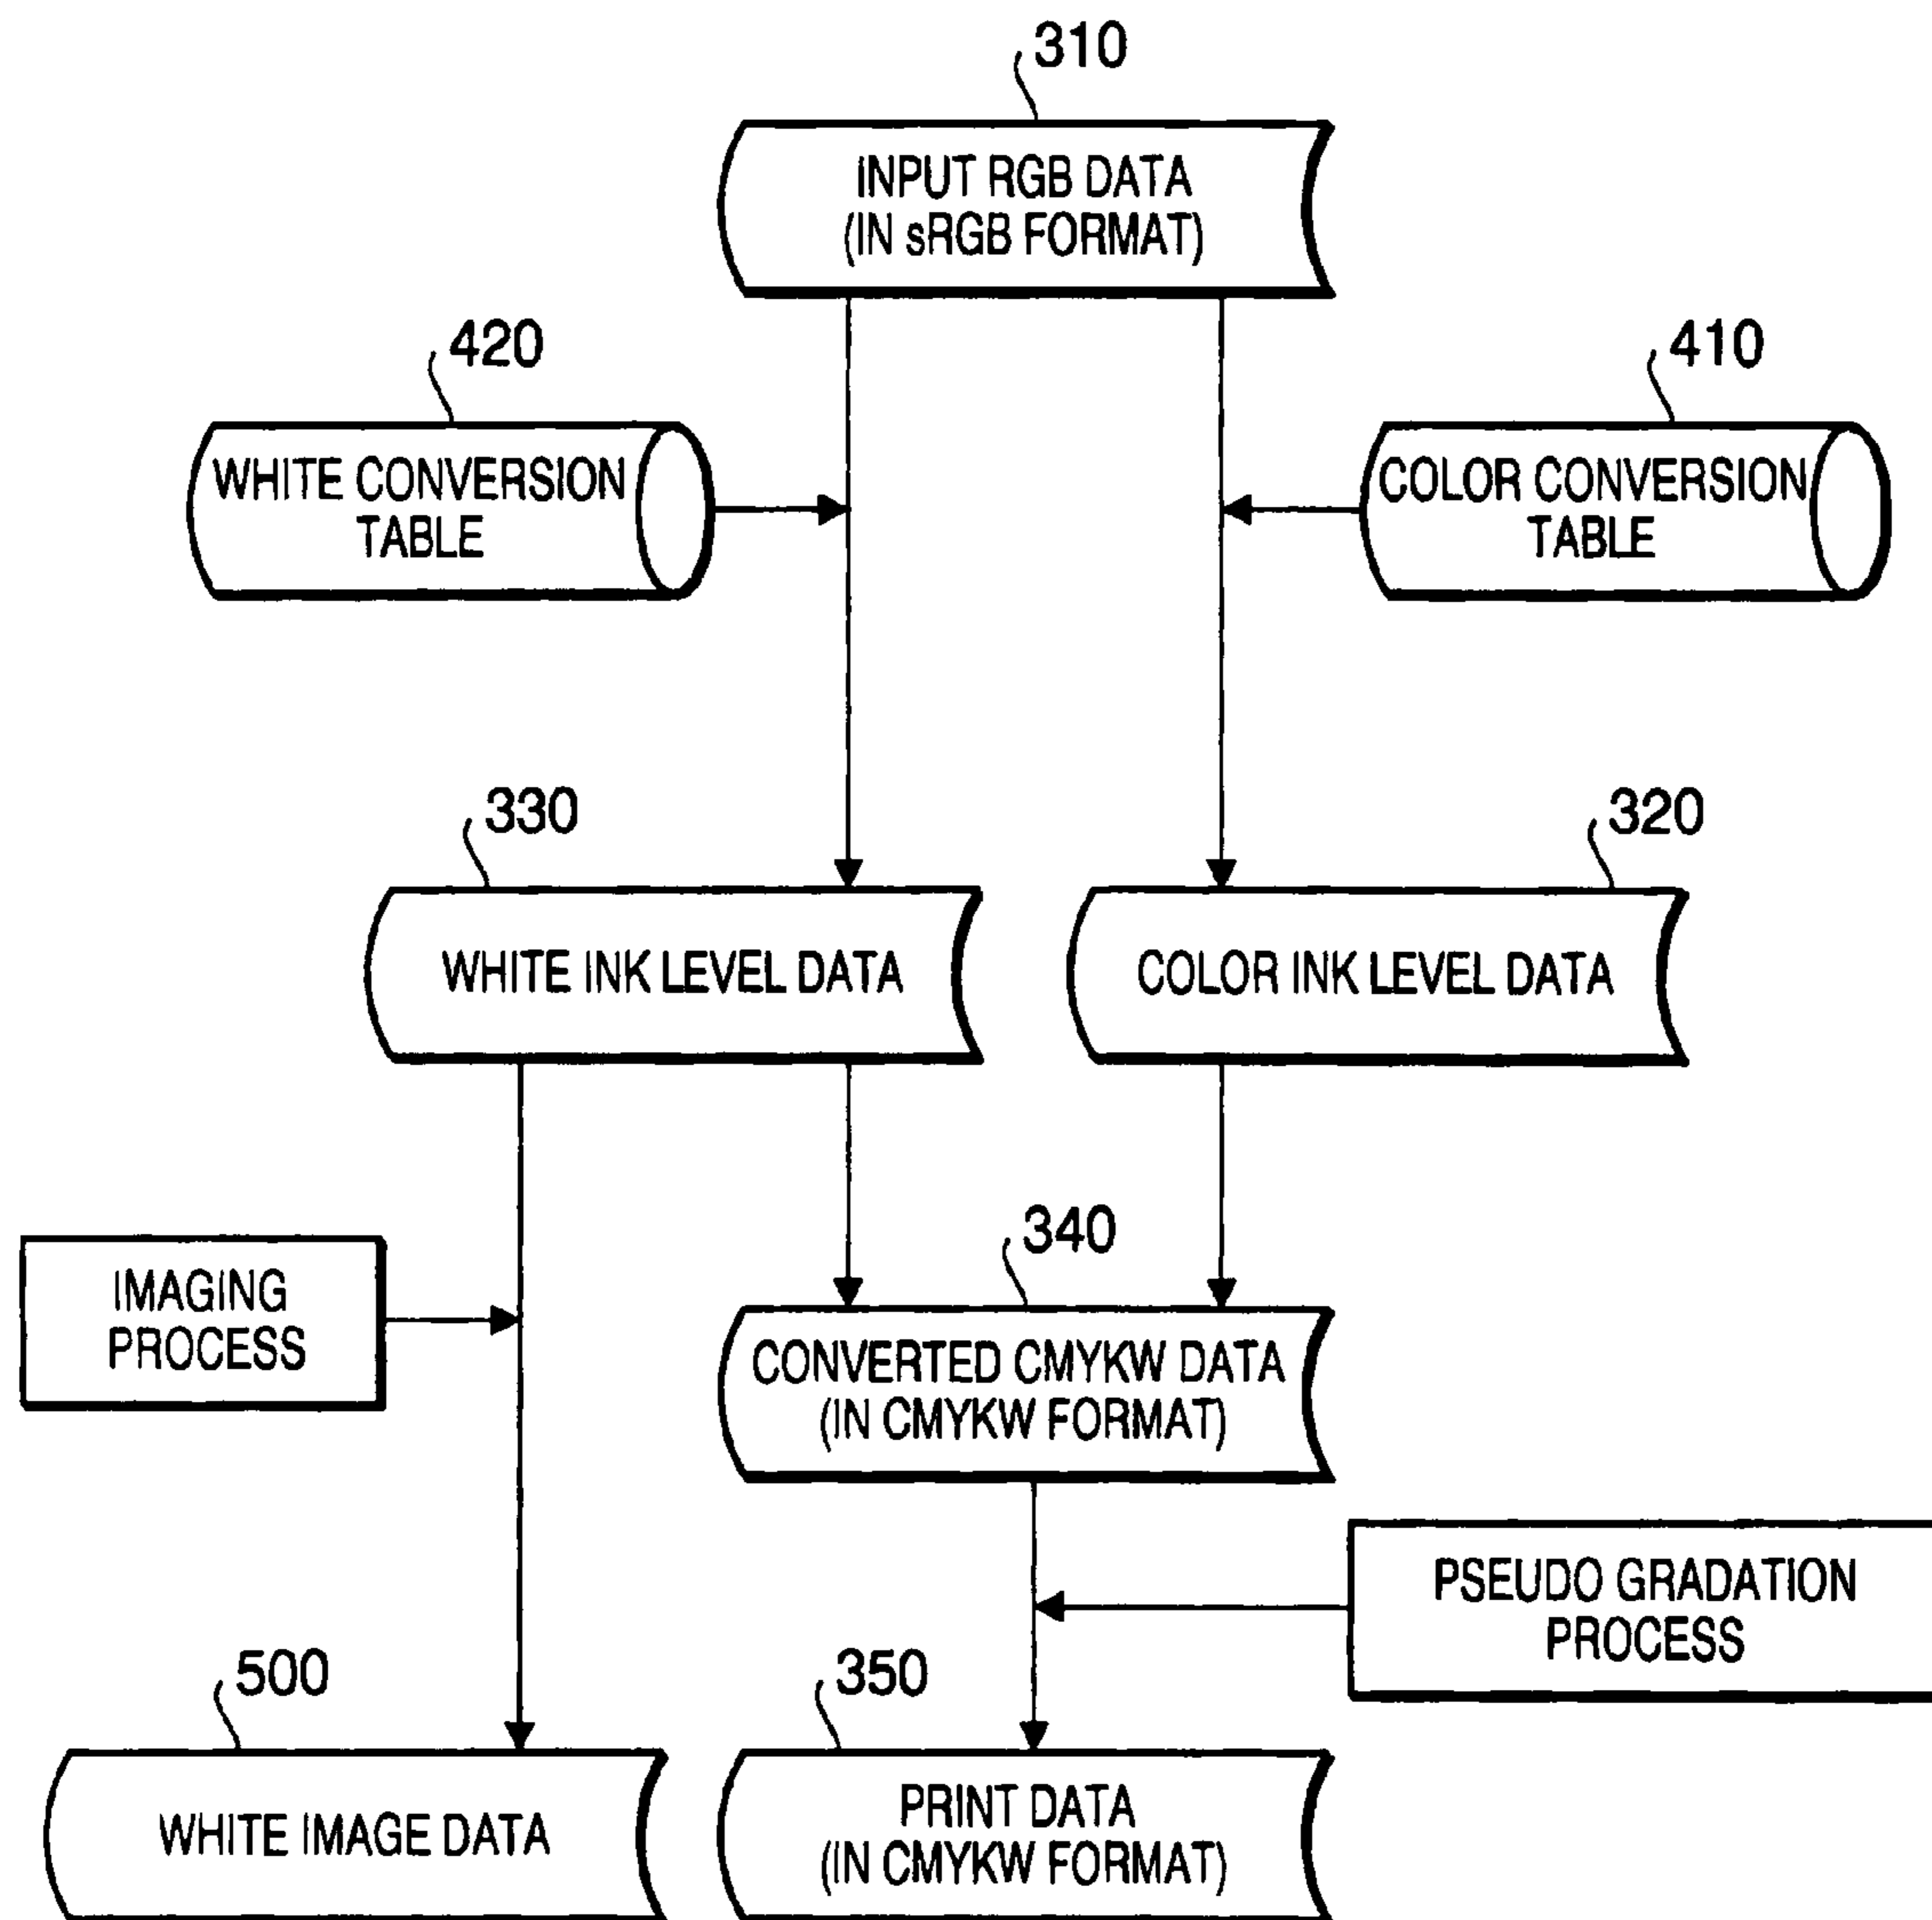 310
INPUT RGB DATA
(IN sRGB FORMAT)
420
410
WHITE CONVERSION
TABLE
COLOR CONVERSION
TABLE
330
320
WHITE INK LEVEL DATA
COLOR INK LEVEL DATA
340
IMAGING
PROCESS
CONVERTED CMYKW DATA
(IN CMYKW FORMAT)
PSEUDO GRADATION
PROCESS
500
350
WHITE IMAGE DATA
PRINT DATA
(IN CMYKW FORMAT)